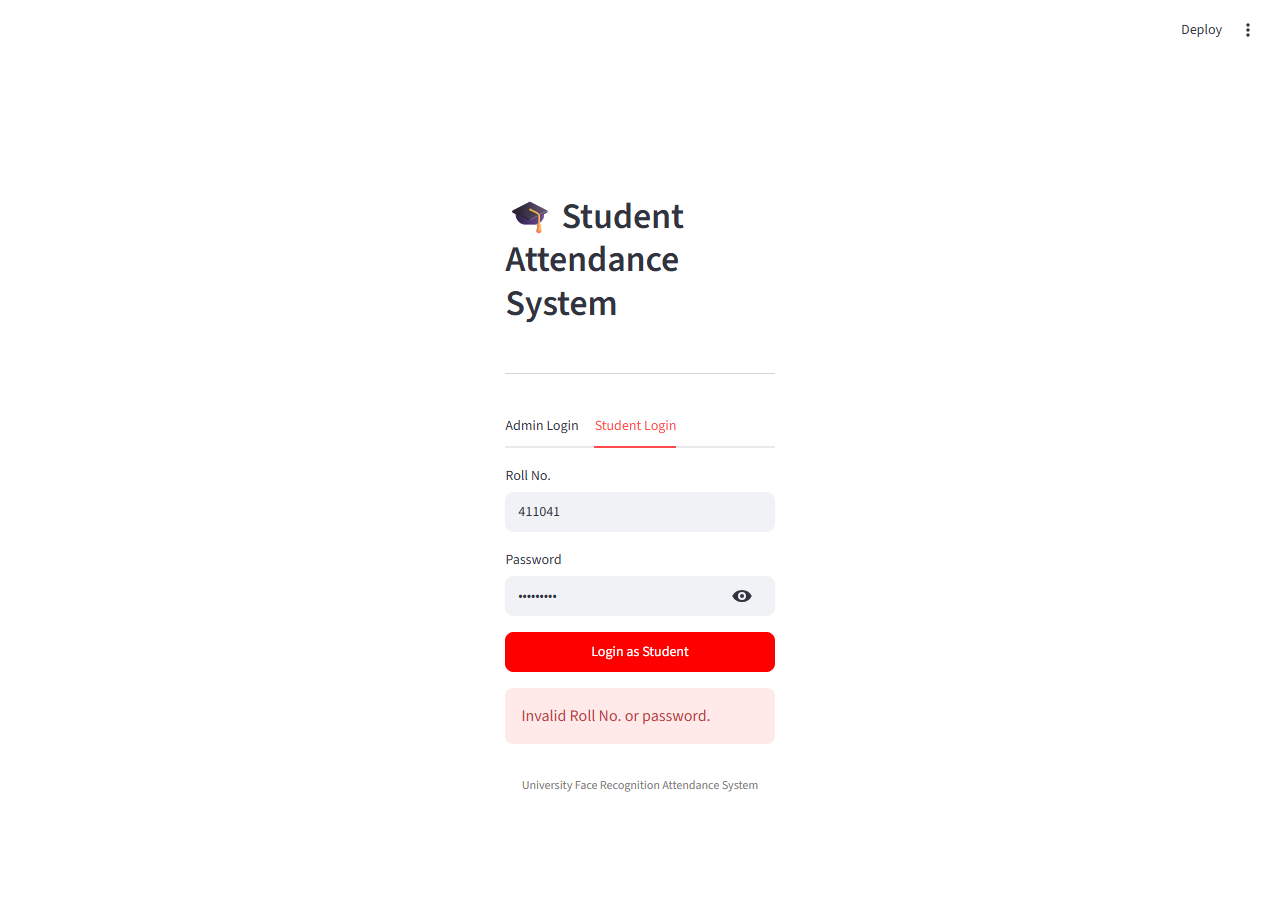 Deploy
🎓 Student
Attendance
System
Admin Login Student Login
Roll No.
411041
Password
•••••••••
Login as Student
Invalid Roll No. or password.
University Face Recognition Attendance System